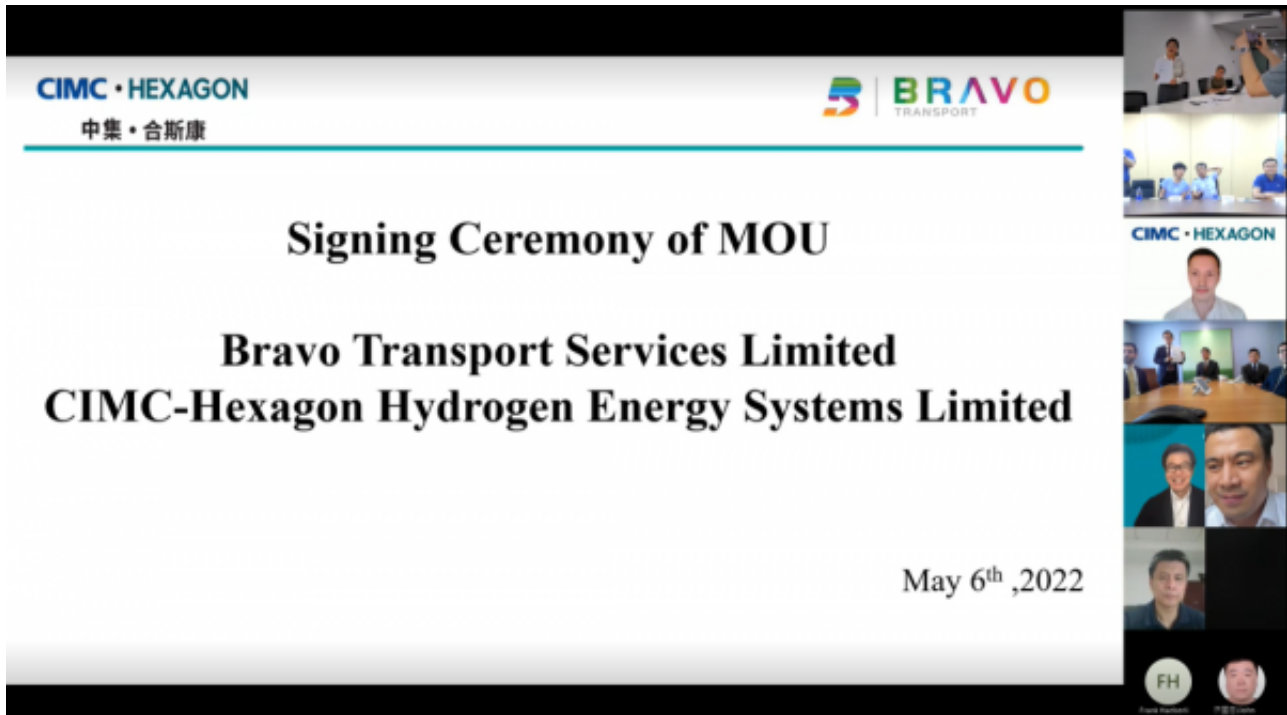 CIMC · HEXAGON
中集·合斯康
BRAVO
TRANSPORT
Signing Ceremony of MOU
Bravo Transport Services Limited
CIMC-Hexagon Hydrogen Energy Systems Limited
May 6th ,2022
CIMC · HEXAGON
FH